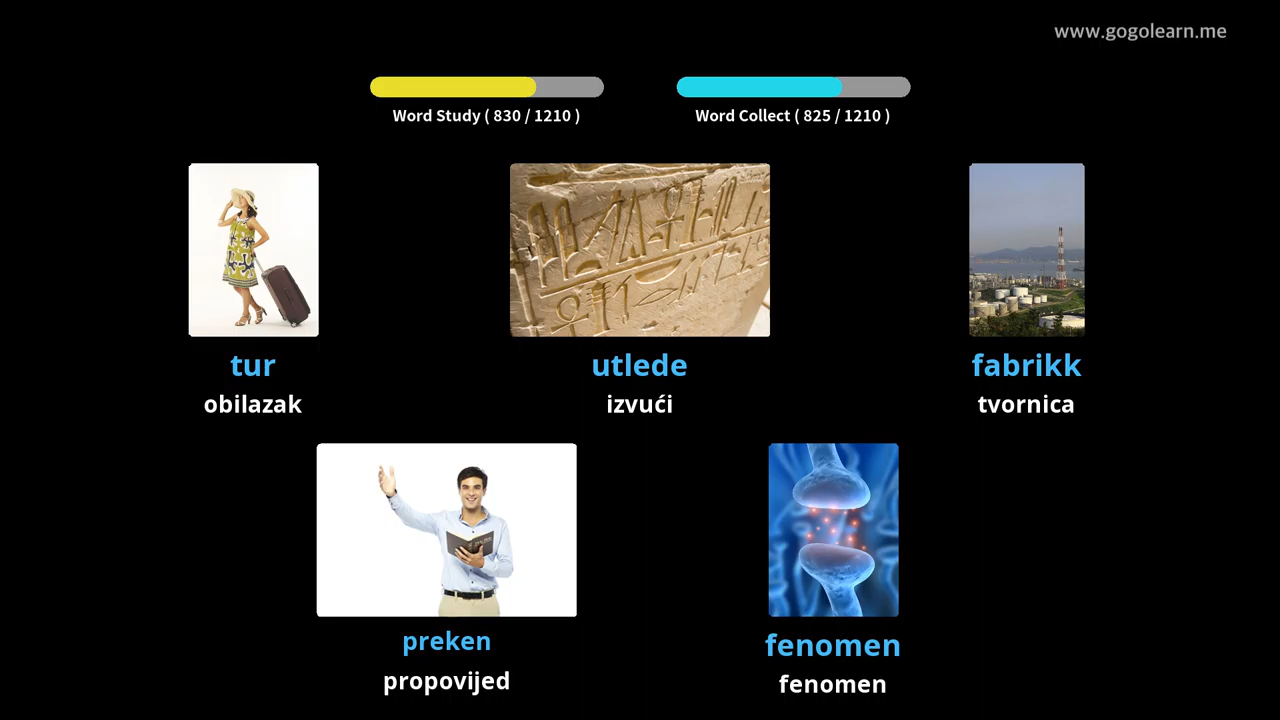 www.gogolearn.me
Word Study ( 830 / 1210 )
Word Collect ( 825 / 1210 )
tur
obilazak
utlede
izvući
fabrikk
tvornica
preken
propovijed
fenomen
fenomen